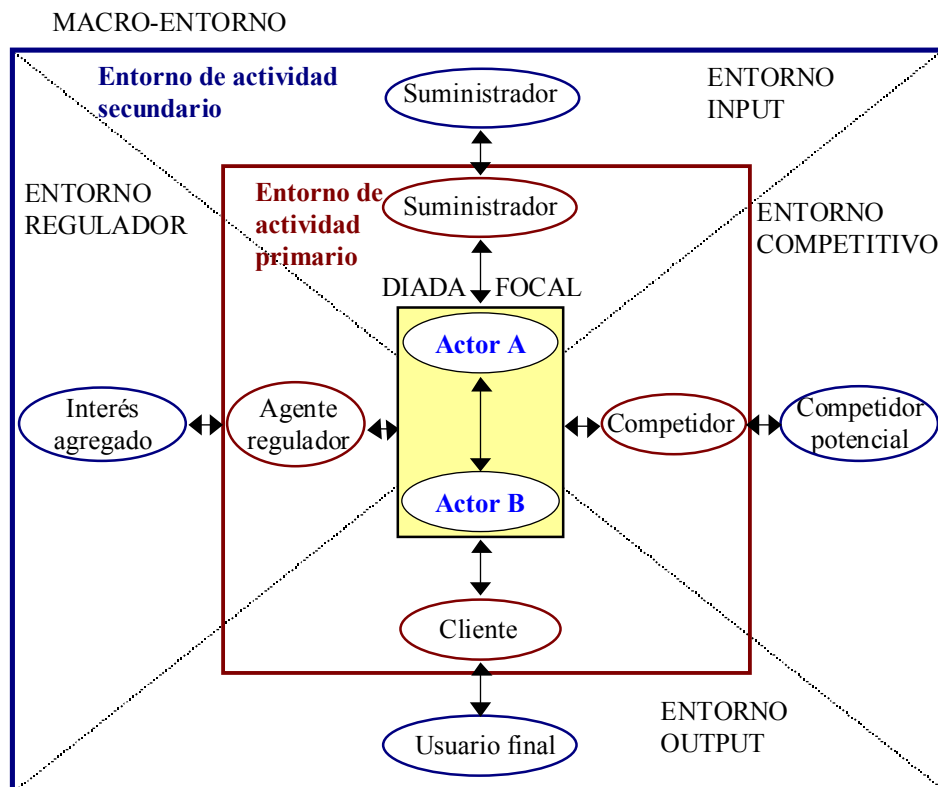 MACRO-ENTORNO
Entorno de actividad
secundario
Suministrador
ENTORNO
INPUT
ENTORNO
REGULADOR
Entorno de
actividad
primario
Suministrador
ENTORNO
COMPETITIVO
DIADA
FOCAL
Actor A
Interés
agregado
Agente
regulador
Competidor
Competidor
potencial
Actor B
Cliente
ENTORNO
OUTPUT
Usuario final